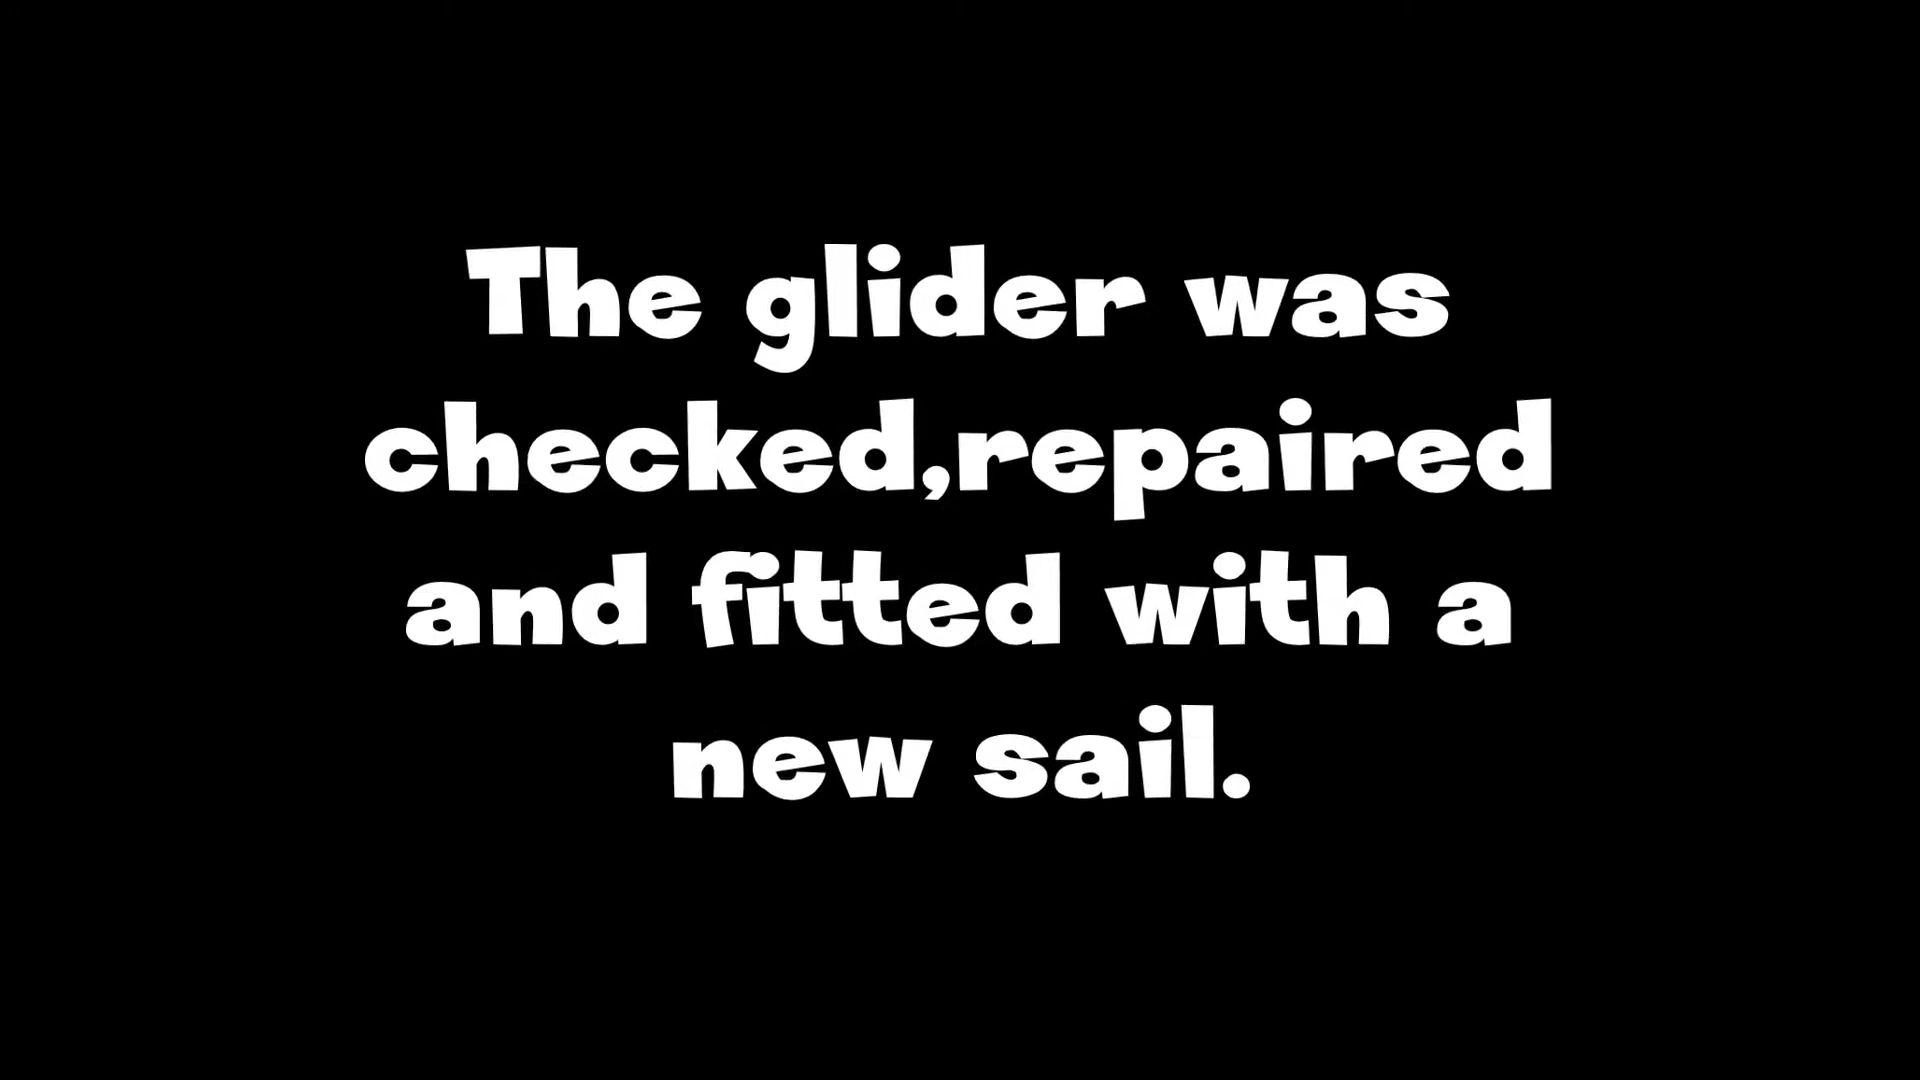 The glider was
checked,repaired
and fitted with a
new sail.